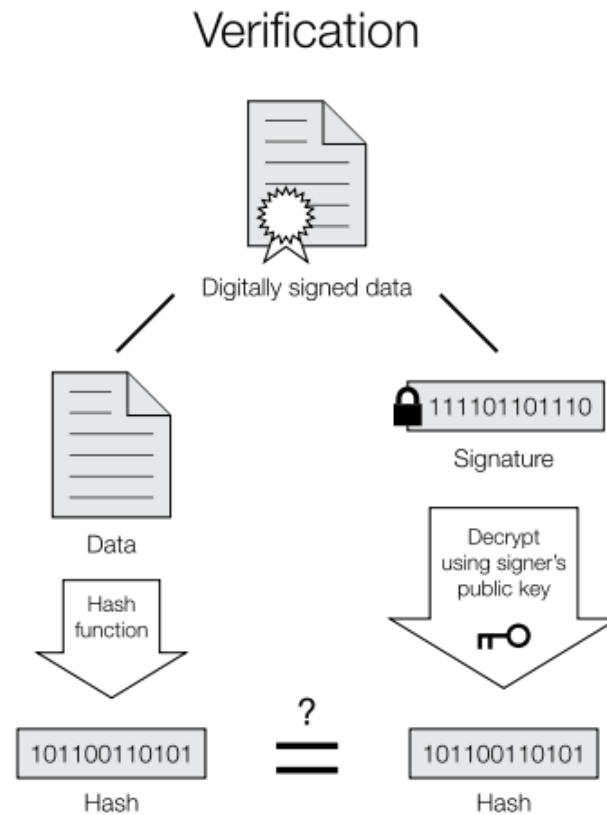 Verification
Digitally signed data
111101101110
Signature
Data
Decrypt
using signer's
public key
Hash
function
?
=
101100110101
101100110101
Hash
Hash